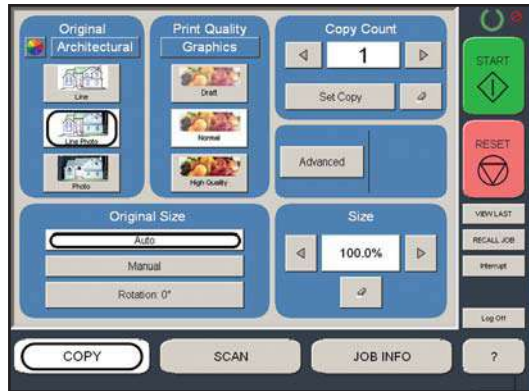 Original
Architectural
Line
Line Photo
Photo
Print Quality
Graphics
Draft
Normal
High Quality
Copy Count
1
Set Copy
Advanced
Original Size
Auto
Manual
Rotation: 0°
Size
100.0%
START
RESET
VIEW LAST
RECALL JOB
Interrupt
Log Off
COPY
SCAN
JOB INFO
?